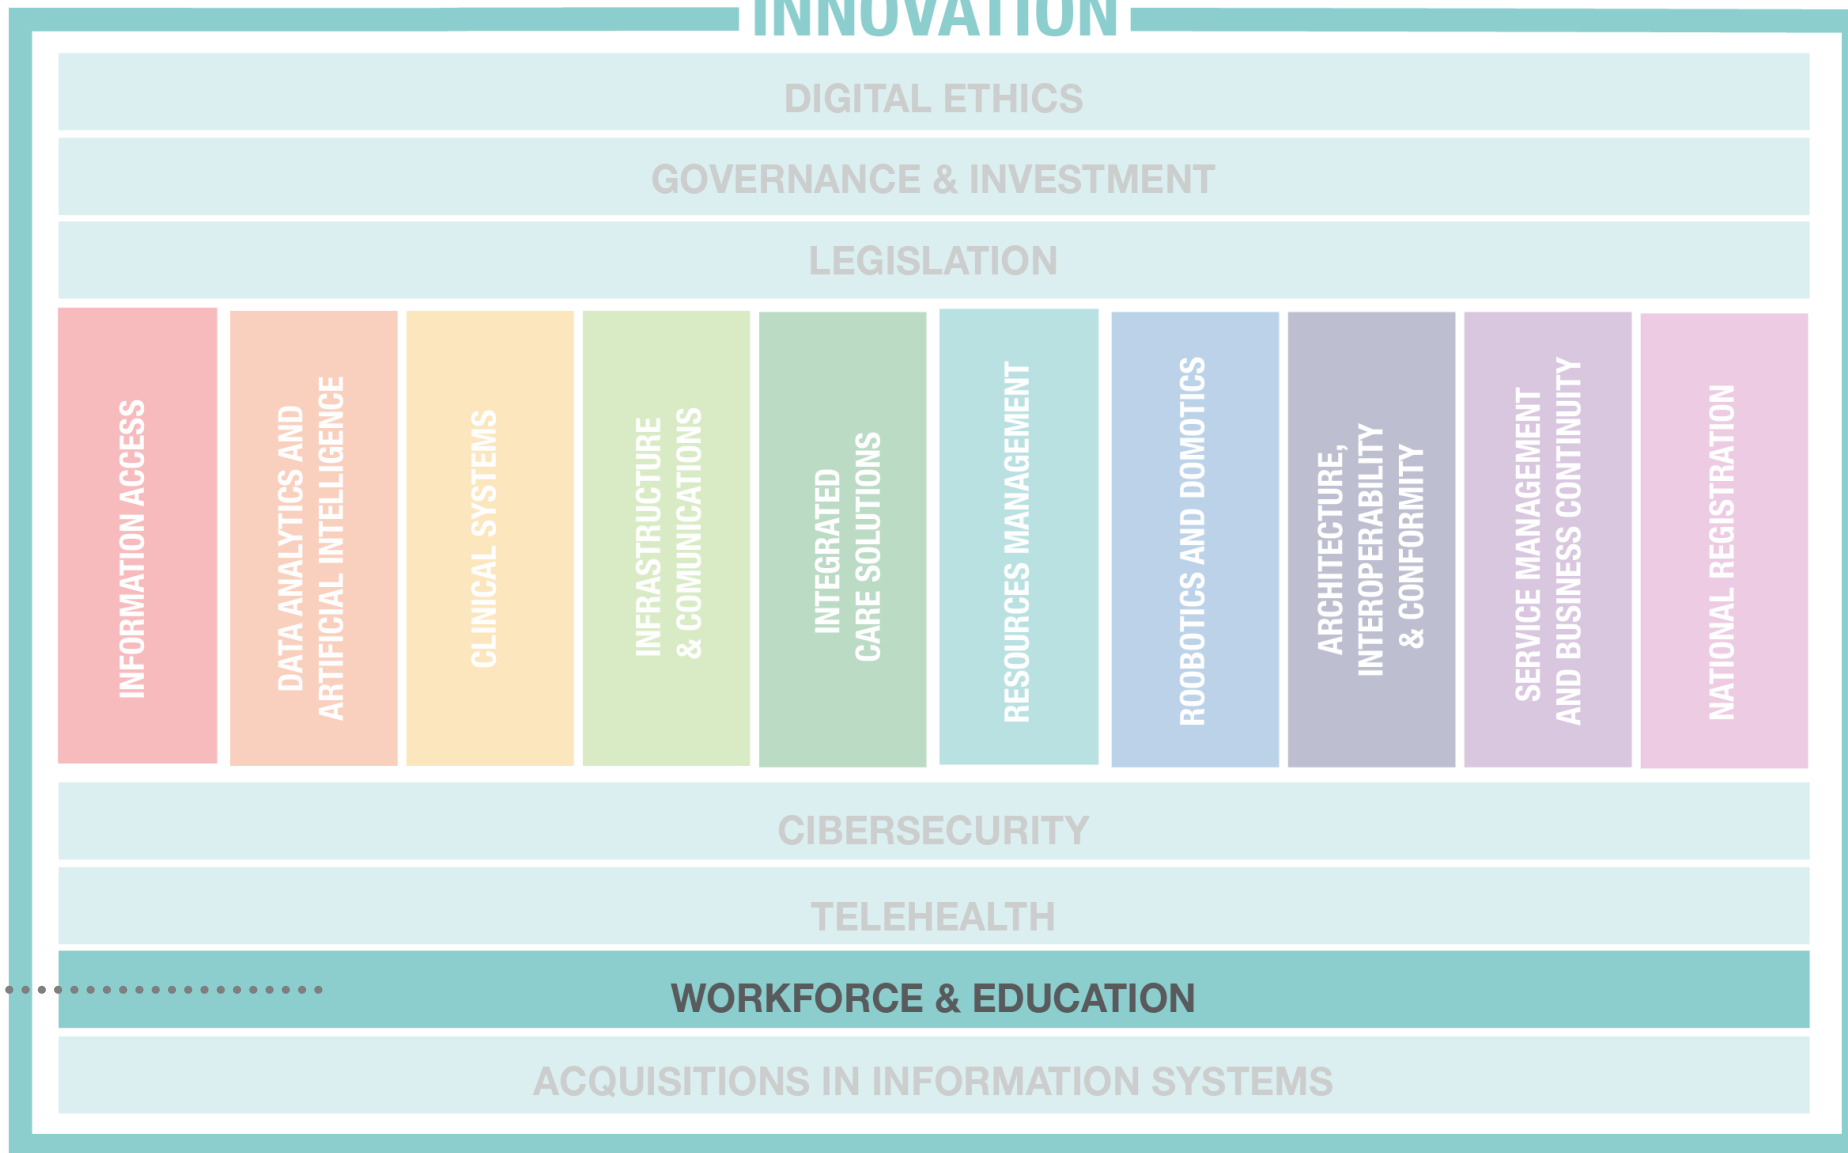 INNOVATION
DIGITAL ETHICS
GOVERNANCE & INVESTMENT
LEGISLATION
INFORMATION ACCESS
DATA ANALYTICS AND
ARTIFICIAL INTELLIGENCE
CLINICAL SYSTEMS
INFRASTRUCTURE
& COMUNICATIONS
INTEGRATED
CARE SOLUTIONS
RESOURCES MANAGEMENT
ROOBOTICS AND DOMOTICS
ARCHITECTURE,
INTEROPERABILITY
& CONFORMITY
SERVICE MANAGEMENT
AND BUSINESS CONTINUITY
NATIONAL REGISTRATION
CIBERSECURITY
TELEHEALTH
WORKFORCE & EDUCATION
ACQUISITIONS IN INFORMATION SYSTEMS